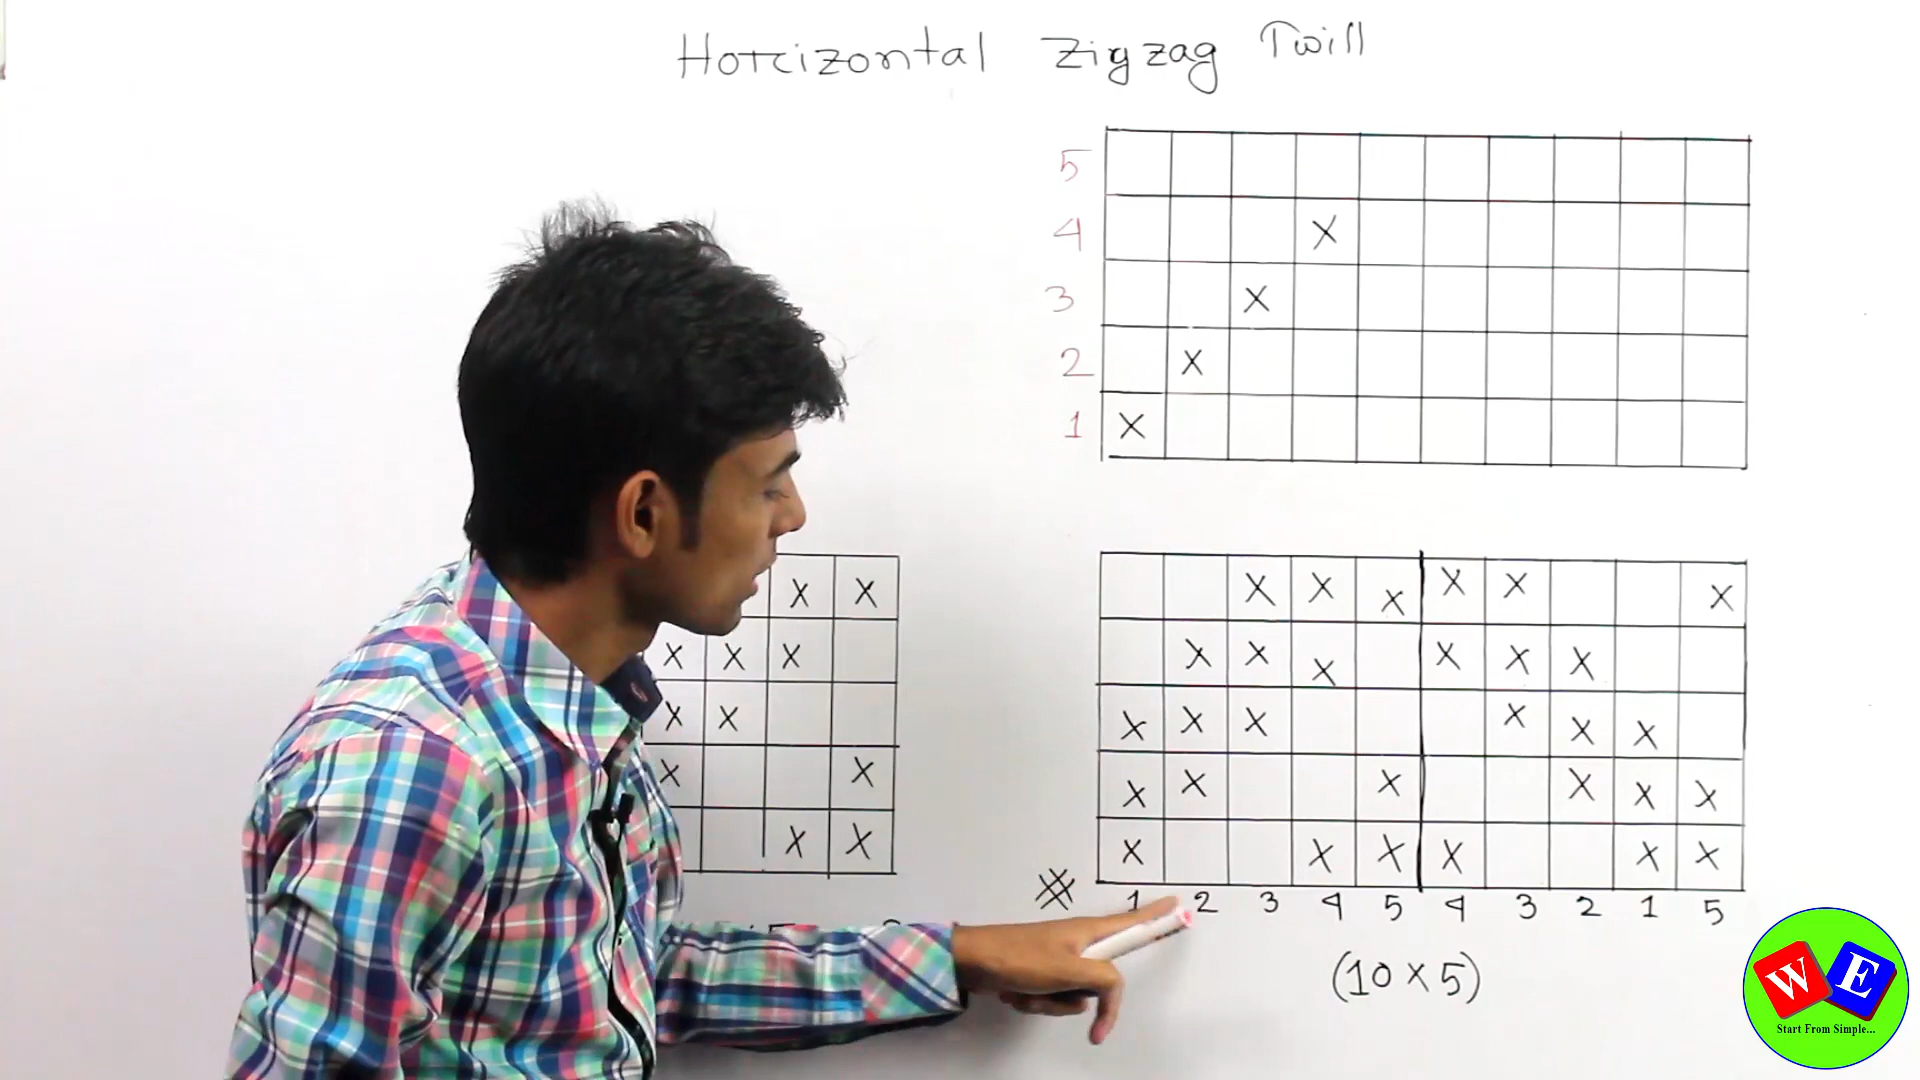 Horizontal Zigzag Twill
5
4 X
3 X
2 X
1 X
X X
X X X
X X
X X
X X
X X X X X X
X X X X X X
X X X X X X
X X X X X X
X X X X X X
1 2 3 4 5 4 3 2 1 5
(10 x 5)
W E
Start From Simple...